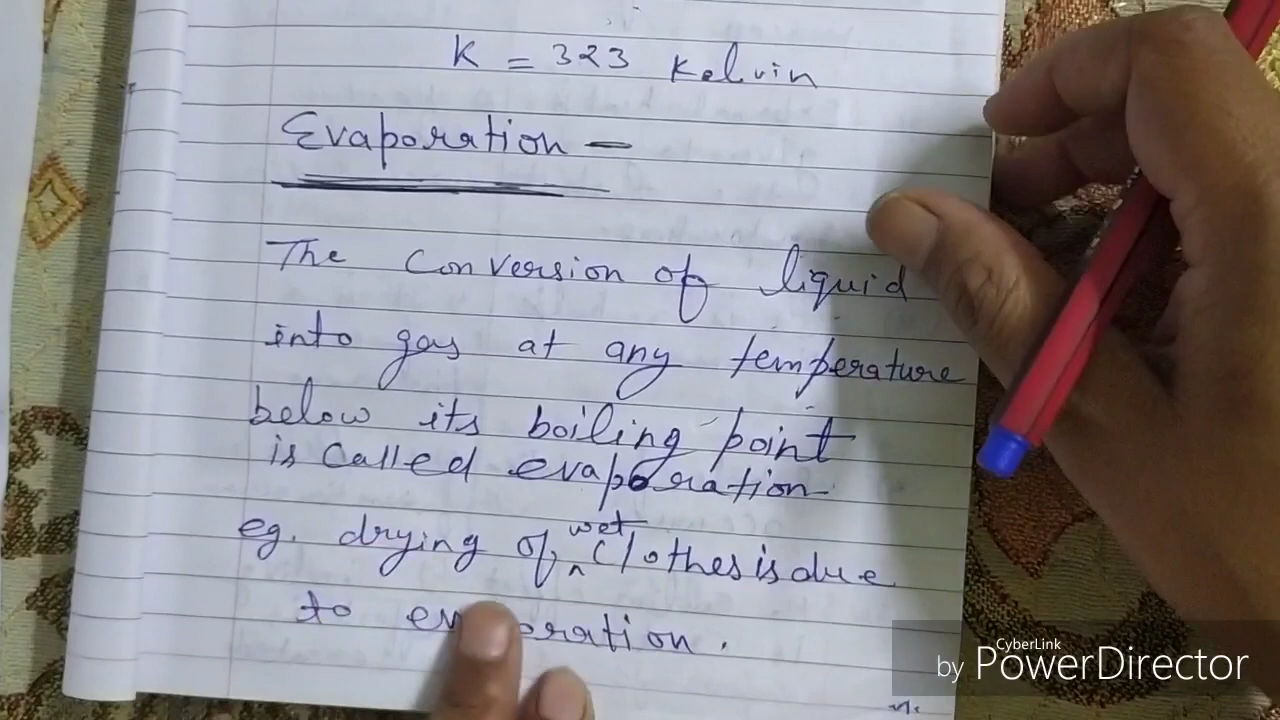 K = 323 Kelvin
Evaporation —
The conversion of liquid
into gas at any temperature
below its boiling point
is called evaporation
eg. drying of wet clothes is due
to oration.
CyberLink
by PowerDirector